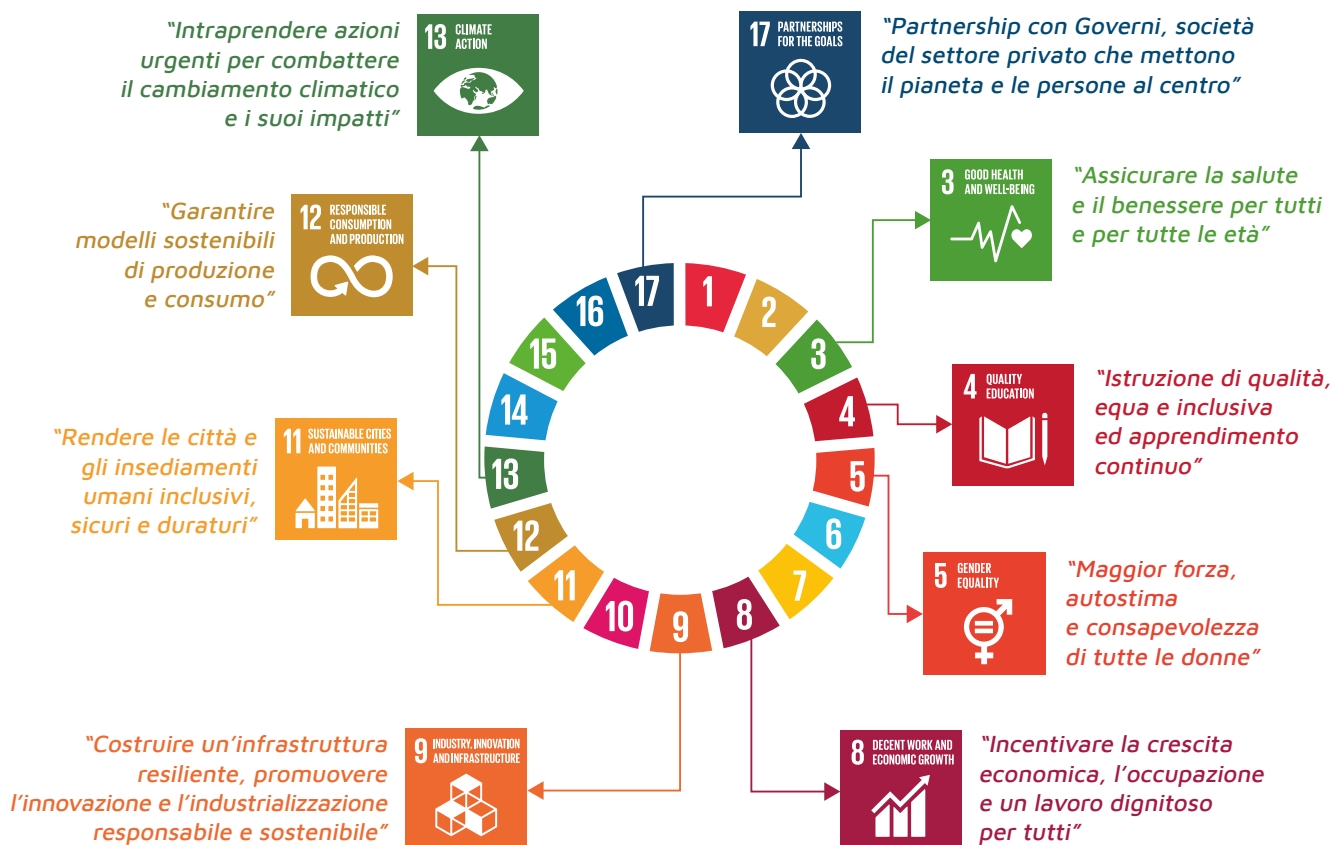 “Intraprendere azioni
urgenti per combattere
il cambiamento climatico
e i suoi impatti”
13 CLIMATE
ACTION
17 PARTNERSHIPS
FOR THE GOALS
“Partnership con Governi, società
del settore privato che mettono
il pianeta e le persone al centro”
3 GOOD HEALTH
AND WELL-BEING
“Assicurare la salute
e il benessere per tutti
e per tutte le età”
“Garantire
modelli sostenibili
di produzione
e consumo”
12 RESPONSIBLE
CONSUMPTION
AND PRODUCTION
4 QUALITY
EDUCATION
“Istruzione di qualità,
equa e inclusiva
ed apprendimento
continuo”
“Rendere le città e
gli insediamenti
umani inclusivi,
sicuri e duraturi”
11 SUSTAINABLE CITIES
AND COMMUNITIES
5 GENDER
EQUALITY
“Maggior forza,
autostima
e consapevolezza
di tutte le donne”
“Costruire un’infrastruttura
resiliente, promuovere
l’innovazione e l’industrializzazione
responsabile e sostenibile”
9 INDUSTRY, INNOVATION
AND INFRASTRUCTURE
8 DECENT WORK AND
ECONOMIC GROWTH
“Incentivare la crescita
economica, l’occupazione
e un lavoro dignitoso
per tutti”
1
2
3
4
5
6
7
8
9
10
11
12
13
14
15
16
17